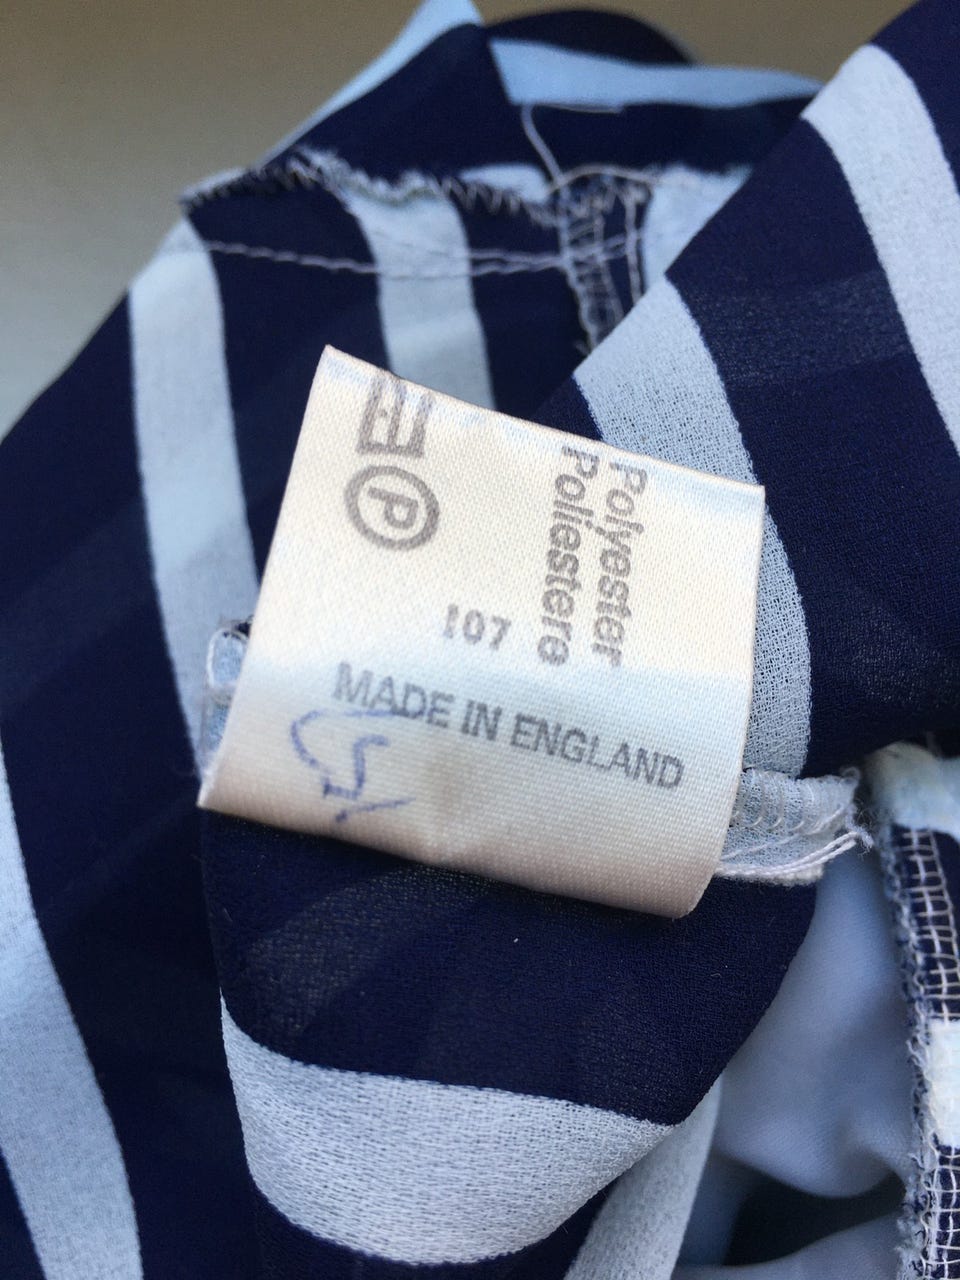 P
Polyester
Poliestere
107
MADE IN ENGLAND